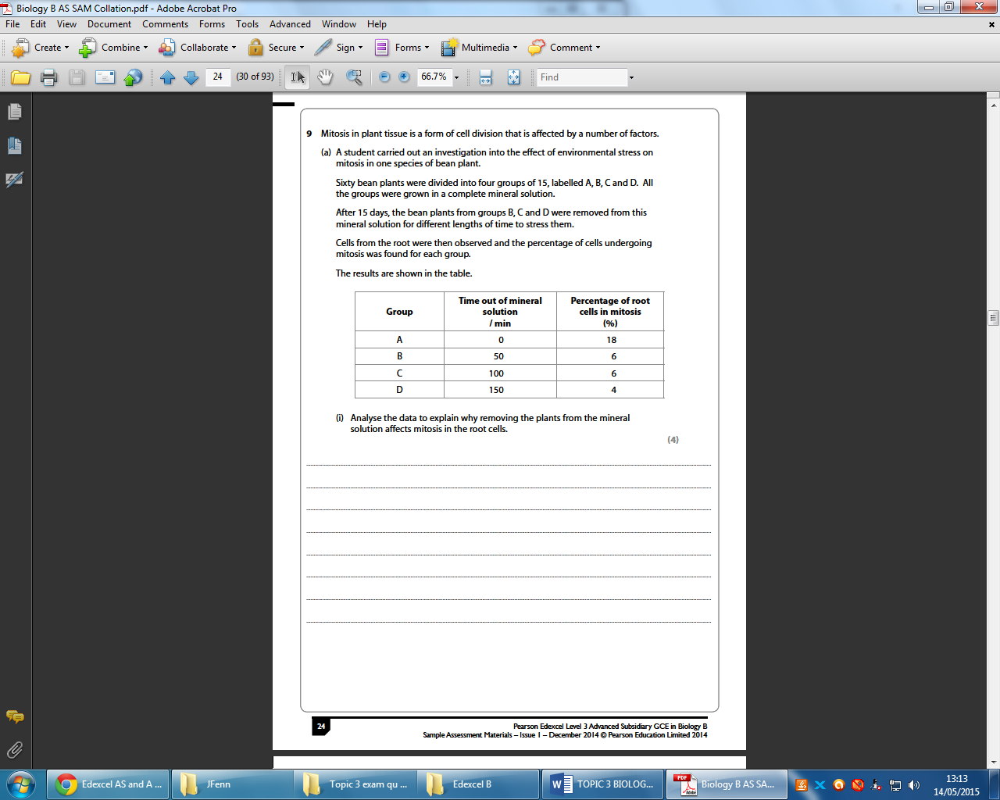 Biology B AS SAM Collation.pdf - Adobe Acrobat Pro
File Edit View Document Comments Forms Tools Advanced Window Help
Create Combine Collaborate Secure Sign Forms Multimedia Comment
24 (30 of 93) 66.7% Find
9 Mitosis in plant tissue is a form of cell division that is affected by a number of factors.
(a) A student carried out an investigation into the effect of environmental stress on
mitosis in one species of bean plant.
Sixty bean plants were divided into four groups of 15, labelled A, B, C and D. All
the groups were grown in a complete mineral solution.
After 15 days, the bean plants from groups B, C and D were removed from this
mineral solution for different lengths of time to stress them.
Cells from the root were then observed and the percentage of cells undergoing
mitosis was found for each group.
The results are shown in the table.
Group
Time out of mineral
solution
/ min
Percentage of root
cells in mitosis
(%)
A 0 18
B 50 6
C 100 6
D 150 4
(i) Analyse the data to explain why removing the plants from the mineral
solution affects mitosis in the root cells.
(4)
24
Pearson Edexcel Level 3 Advanced Subsidiary GCE in Biology B
Sample Assessment Materials – Issue 1 – December 2014 © Pearson Education Limited 2014
Edexcel AS and A ... JFenn Topic 3 exam qu ... Edexcel B TOPIC 3 BIOLOG... Biology B AS SA...
13:13
14/05/2015